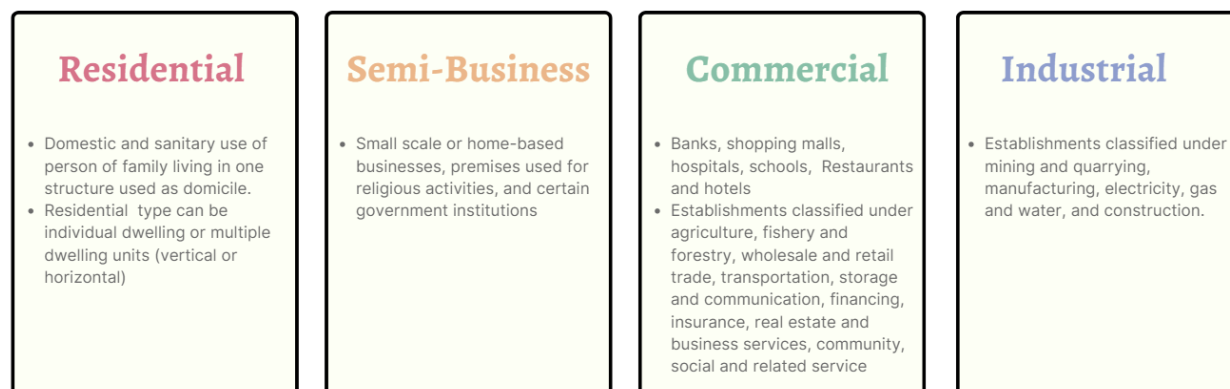 Residential
• Domestic and sanitary use of
person of family living in one
structure used as domicile.
• Residential type can be
individual dwelling or multiple
dwelling units (vertical or
horizontal)
Semi-Business
• Small scale or home-based
businesses, premises used for
religious activities, and certain
government institutions
Commercial
• Banks, shopping malls,
hospitals, schools, Restaurants
and hotels
• Establishments classified under
agriculture, fishery and
forestry, wholesale and retail
trade, transportation, storage
and communication, financing,
insurance, real estate and
business services, community,
social and related service
Industrial
• Establishments classified under
mining and quarrying,
manufacturing, electricity, gas
and water, and construction.